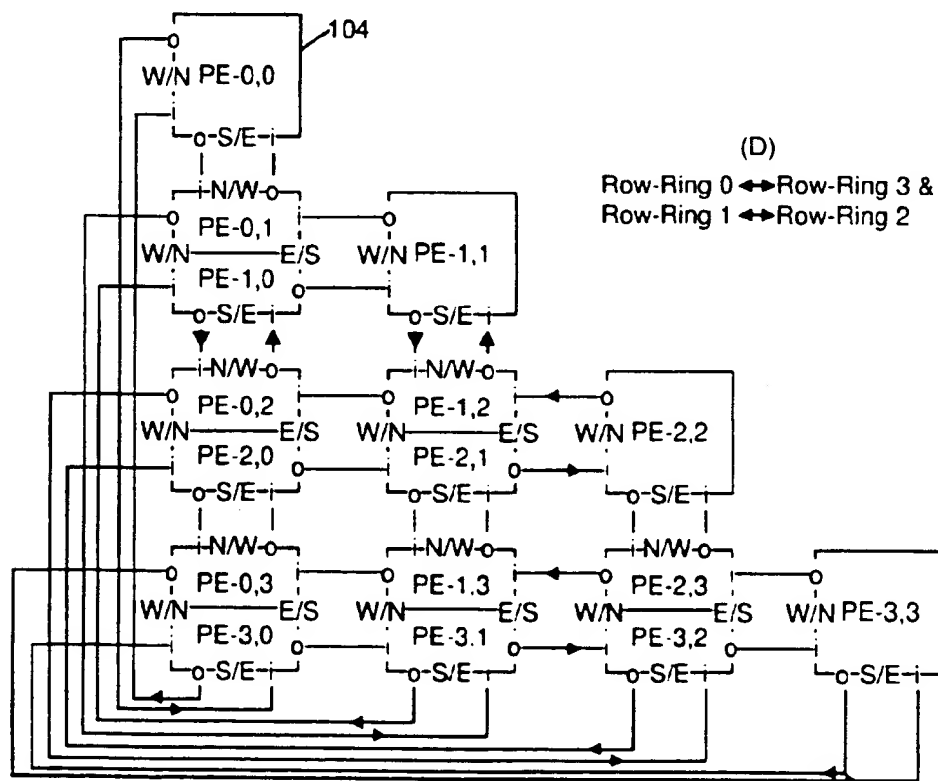 104
W/N PE-0,0
o S/E i
(D)
Row-Ring 0 ↔ Row-Ring 3 &
Row-Ring 1 ↔ Row-Ring 2
i N/W o
PE-0,1
W/N E/S W/N PE-1,1
PE-1,0
o S/E i o S/E i
i N/W o i N/W o
PE-0,2 PE-1,2
W/N E/S W/N E/S W/N PE-2,2
PE-2,0 PE-2,1
o S/E i o S/E i o S/E i
i N/W o i N/W o i N/W o
PE-0,3 PE-1,3 PE-2,3
W/N E/S W/N E/S W/N E/S W/N PE-3,3
PE-3,0 PE-3.1 PE-3,2
o S/E i o S/E i o S/E i o S/E i